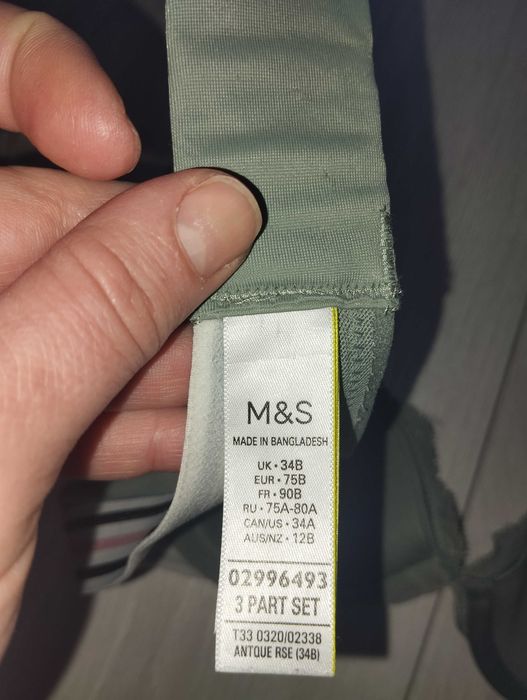 M&S
MADE IN BANGLADESH
UK • 34B
EUR • 75B
FR • 90B
RU • 75A-80A
CAN/US • 34A
AUS/NZ • 12B
02996493
3 PART SET
T33 0320/02338
ANTQUE RSE (34B)